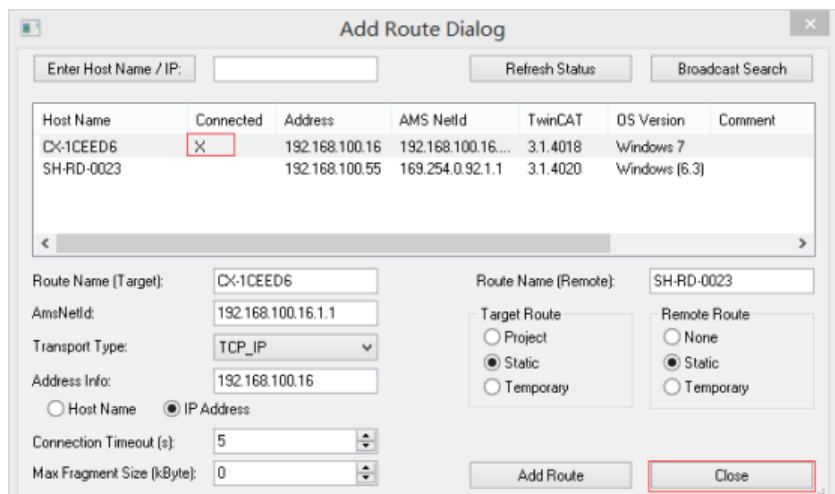 Add Route Dialog
Enter Host Name / IP: Refresh Status Broadcast Search
Host Name Connected Address AMS NetId TwinCAT OS Version Comment
CX-1CEED6 X 192.168.100.16 192.168.100.16.... 3.1.4018 Windows 7
SH-RD-0023 192.168.100.55 169.254.0.92.1.1 3.1.4020 Windows (6.3)
Route Name (Target): CX-1CEED6 Route Name (Remote): SH-RD-0023
AmsNetId: 192.168.100.16.1.1 Target Route Remote Route
Transport Type: TCP_IP Project None
Address Info: 192.168.100.16 Static Static
Host Name IP Address Temporary Temporary
Connection Timeout (s): 5
Max Fragment Size (kByte): 0 Add Route Close